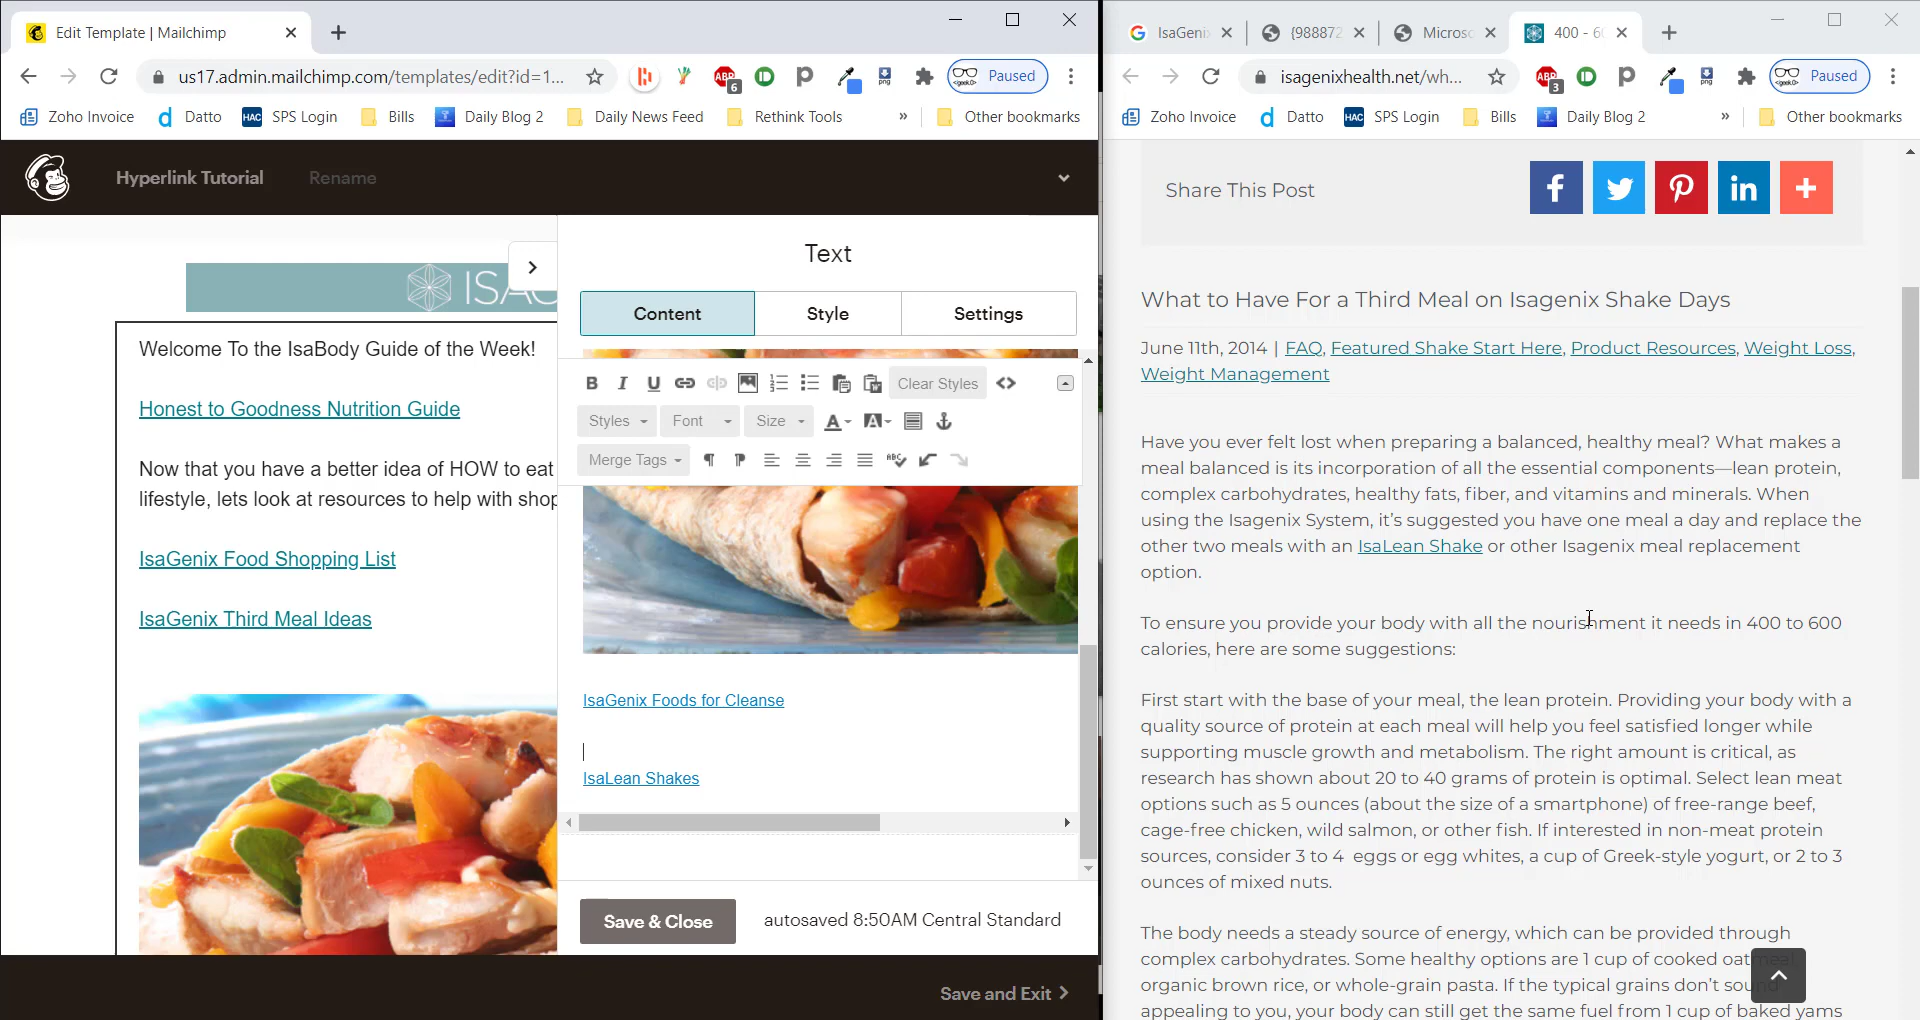 Edit Template | Mailchimp
us17.admin.mailchimp.com/templates/edit?id=1...
ABP
6
Paused
Zoho Invoice
Datto
HAC
SPS Login
Bills
Daily Blog 2
Daily News Feed
Rethink Tools
»
Other bookmarks
Hyperlink Tutorial
Rename
Welcome To the IsaBody Guide of the Week!
Honest to Goodness Nutrition Guide
Now that you have a better idea of HOW to eat
lifestyle, lets look at resources to help with shop
IsaGenix Food Shopping List
IsaGenix Third Meal Ideas
Text
Content
Style
Settings
B
I
U
Clear Styles
Styles
Font
Size
A
A
Merge Tags
ABC
IsaGenix Foods for Cleanse
IsaLean Shakes
Save & Close
autosaved 8:50AM Central Standard
Save and Exit
IsaGenix
{988872
Microsoft
400 - 60
isagenixhealth.net/wh...
ABP
3
Paused
Zoho Invoice
Datto
HAC
SPS Login
Bills
Daily Blog 2
»
Other bookmarks
Share This Post
What to Have For a Third Meal on Isagenix Shake Days
June 11th, 2014 | FAQ, Featured Shake Start Here, Product Resources, Weight Loss,
Weight Management
Have you ever felt lost when preparing a balanced, healthy meal? What makes a
meal balanced is its incorporation of all the essential components—lean protein,
complex carbohydrates, healthy fats, fiber, and vitamins and minerals. When
using the Isagenix System, it's suggested you have one meal a day and replace the
other two meals with an IsaLean Shake or other Isagenix meal replacement
option.
To ensure you provide your body with all the nourishment it needs in 400 to 600
calories, here are some suggestions:
First start with the base of your meal, the lean protein. Providing your body with a
quality source of protein at each meal will help you feel satisfied longer while
supporting muscle growth and metabolism. The right amount is critical, as
research has shown about 20 to 40 grams of protein is optimal. Select lean meat
options such as 5 ounces (about the size of a smartphone) of free-range beef,
cage-free chicken, wild salmon, or other fish. If interested in non-meat protein
sources, consider 3 to 4 eggs or egg whites, a cup of Greek-style yogurt, or 2 to 3
ounces of mixed nuts.
The body needs a steady source of energy, which can be provided through
complex carbohydrates. Some healthy options are 1 cup of cooked oatmeal,
organic brown rice, or whole-grain pasta. If the typical grains don't sound
appealing to you, your body can still get the same fuel from 1 cup of baked yams